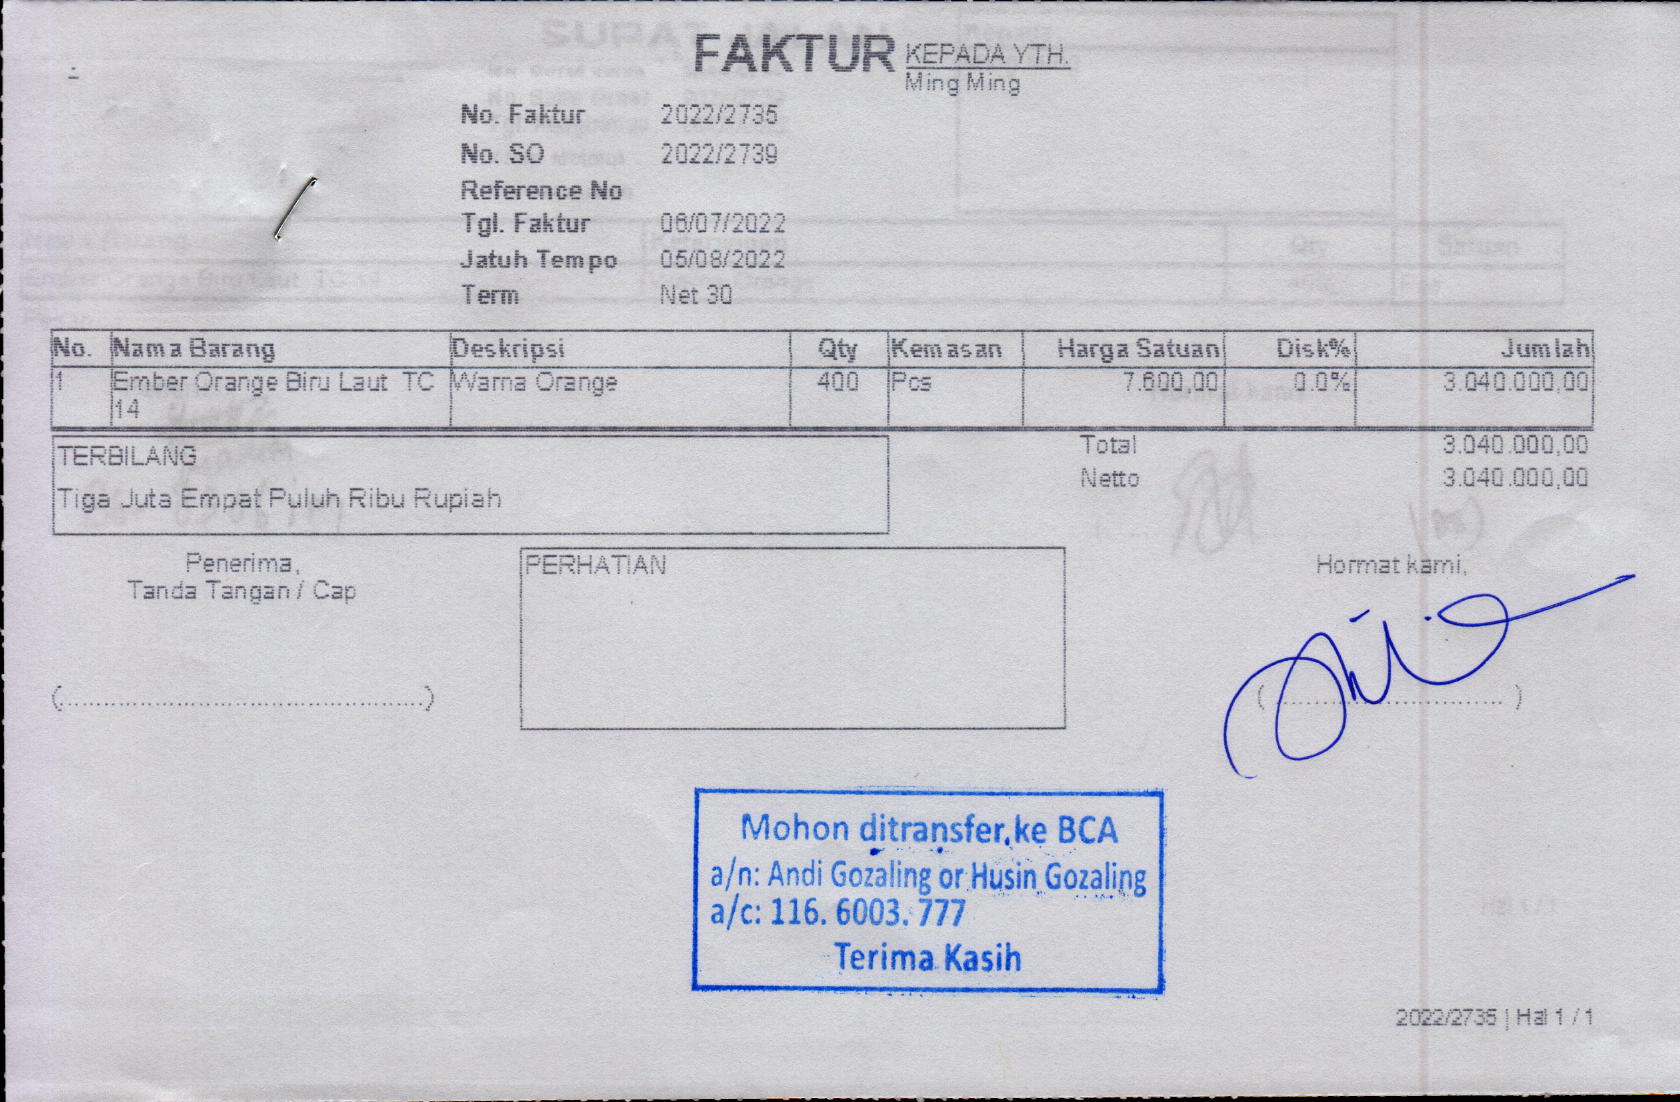 FAKTUR
KEPADA YTH.
Ming Ming
No. Faktur 2022/2735
No. SO 2022/2739
Reference No
Tgl. Faktur 06/07/2022
Jatuh Tempo 05/08/2022
Term Net 30
No. Nama Barang Deskripsi Qty Kemasan Harga Satuan Disk% Jumlah
1 Ember Orange Biru Laut TC Warna Orange 400 Pcs 7.600,00 0.0% 3.040.000,00
14
Total 3.040.000,00
Netto 3.040.000,00
TERBILANG
Tiga Juta Empat Puluh Ribu Rupiah
Penerima,
Tanda Tangan / Cap
PERHATIAN
Hormat kami,
Mohon ditransfer ke BCA
a/n: Andi Gozaling or Husin Gozaling
a/c: 116. 6003. 777
Terima Kasih
2022/2735 | Hal 1 / 1